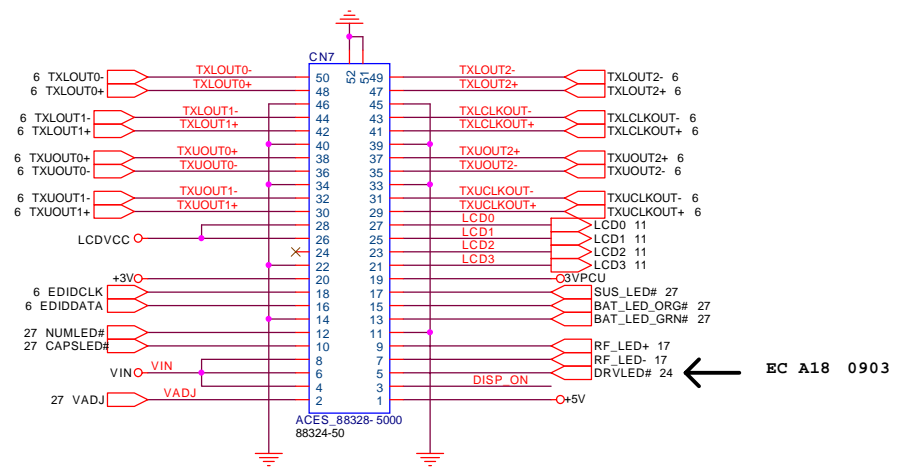 CN7
52 51
6 TXLOUT0- TXLOUT0- 50 49 TXLOUT2- TXLOUT2- 6
6 TXLOUT0+ TXLOUT0+ 48 47 TXLOUT2+ TXLOUT2+ 6
46 45
6 TXLOUT1- TXLOUT1- 44 43 TXLCLKOUT- TXLCLKOUT- 6
6 TXLOUT1+ TXLOUT1+ 42 41 TXLCLKOUT+ TXLCLKOUT+ 6
40 39
6 TXUOUT0+ TXUOUT0+ 38 37 TXUOUT2+ TXUOUT2+ 6
6 TXUOUT0- TXUOUT0- 36 35 TXUOUT2- TXUOUT2- 6
34 33
6 TXUOUT1- TXUOUT1- 32 31 TXUCLKOUT- TXUCLKOUT- 6
6 TXUOUT1+ TXUOUT1+ 30 29 TXUCLKOUT+ TXUCLKOUT+ 6
28 27 LCD0 LCD0 11
LCDVCC 26 25 LCD1 LCD1 11
24 23 LCD2 LCD2 11
22 21 LCD3 LCD3 11
+3V 20 19 3VPCU
6 EDIDCLK 18 17 SUS_LED# 27
6 EDIDDATA 16 15 BAT_LED_ORG# 27
14 13 BAT_LED_GRN# 27
27 NUMLED# 12 11
27 CAPSLED# 10 9 RF_LED+ 17
8 7 RF_LED- 17
VIN VIN 6 5 DRVLED# 24 EC A18 0903
4 3 DISP_ON
27 VADJ VADJ 2 1 +5V
ACES_88328-5000
88324-50